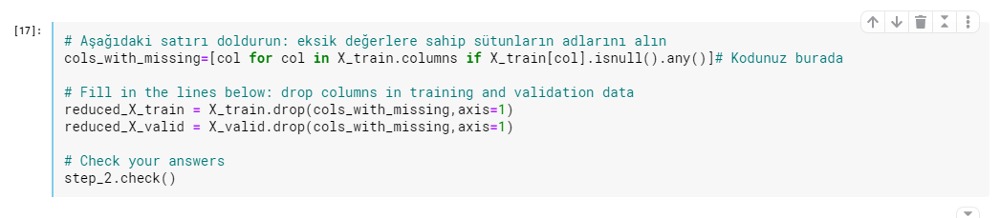 [17]:
# Aşağıdaki satırı doldurun: eksik değerlere sahip sütunların adlarını alın
cols_with_missing=[col for col in X_train.columns if X_train[col].isnull().any()]# Kodunuz burada
# Fill in the lines below: drop columns in training and validation data
reduced_X_train = X_train.drop(cols_with_missing,axis=1)
reduced_X_valid = X_valid.drop(cols_with_missing,axis=1)
# Check your answers
step_2.check()